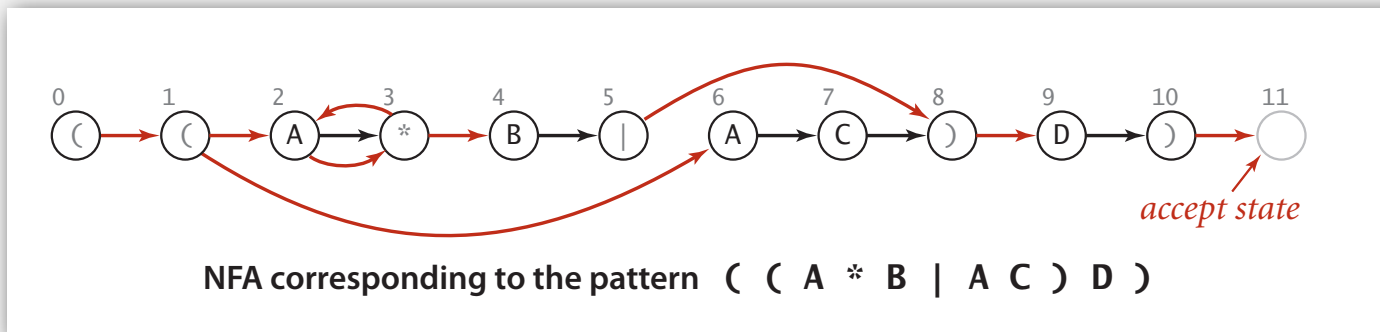 0 1 2 3 4 5 6 7 8 9 10 11
( ( A * B | A C ) D )
accept state
NFA corresponding to the pattern ( ( A * B | A C ) D )